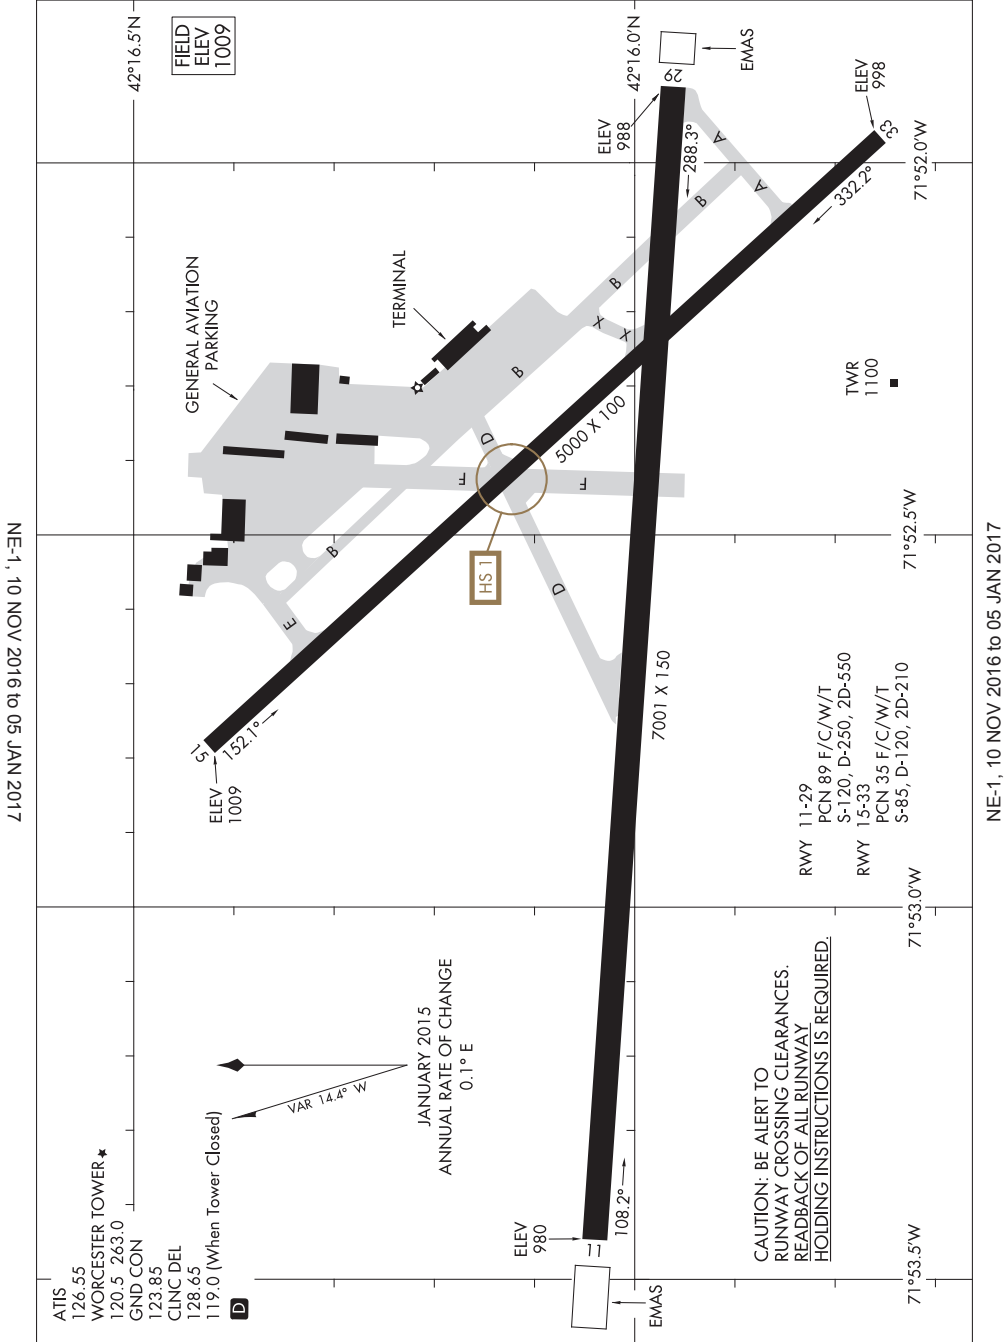 ATIS
126.55
WORCESTER TOWER
120.5 263.0
GND CON
123.85
CLNC DEL
128.65
119.0 (When Tower Closed)
D
FIELD
ELEV
1009
42°16.5'N
42°16.0'N
VAR 14.4° W
JANUARY 2015
ANNUAL RATE OF CHANGE
0.1° E
GENERAL AVIATION
PARKING
TERMINAL
ELEV
1009
15
152.1°
E
B
B
B
B
D
D
F
F
X
X
A
A
HS 1
5000 X 100
7001 X 150
ELEV
980
11
108.2°
EMAS
ELEV
988
29
288.3°
EMAS
ELEV
998
33
332.2°
TWR
1100
RWY 11-29
PCN 89 F/C/W/T
S-120, D-250, 2D-550
RWY 15-33
PCN 35 F/C/W/T
S-85, D-120, 2D-210
CAUTION: BE ALERT TO
RUNWAY CROSSING CLEARANCES.
READBACK OF ALL RUNWAY
HOLDING INSTRUCTIONS IS REQUIRED.
71°53.5'W
71°53.0'W
71°52.5'W
71°52.0'W
NE-1, 10 NOV 2016 to 05 JAN 2017
NE-1, 10 NOV 2016 to 05 JAN 2017